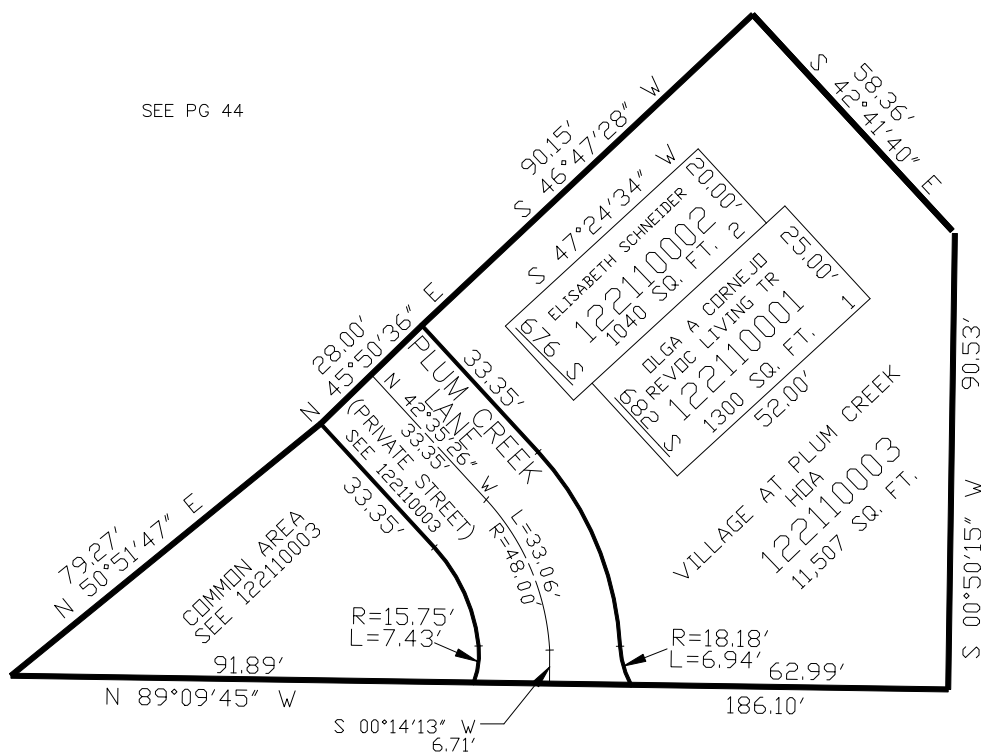 SEE PG 44
90.15'
S 46°47'28" W
58.36'
S 42°41'40" E
S 47°24'34" W
20.00'
ELISABETH SCHNEIDER
122110002
1040 SQ. FT. 2
676 S
25.00'
OLGA A CORNEJO
REVOC LIVING TR
122110001
1300 SQ. FT. 1
682 S
52.00'
28.00'
N 45°50'36" E
PLUM CREEK
LANE
33.35'
N 42°35'26" W
33.35'
(PRIVATE STREET)
SEE 122110003
33.35'
L=33.06'
R=48.00'
VILLAGE AT PLUM CREEK
HOA
122110003
11,507 SQ. FT.
90.53'
S 00°50'15" W
79.27'
N 50°51'47" E
COMMON AREA
SEE 122110003
R=15.75'
L=7.43'
R=18.18'
L=6.94'
91.89'
62.99'
N 89°09'45" W
186.10'
S 00°14'13" W
6.71'